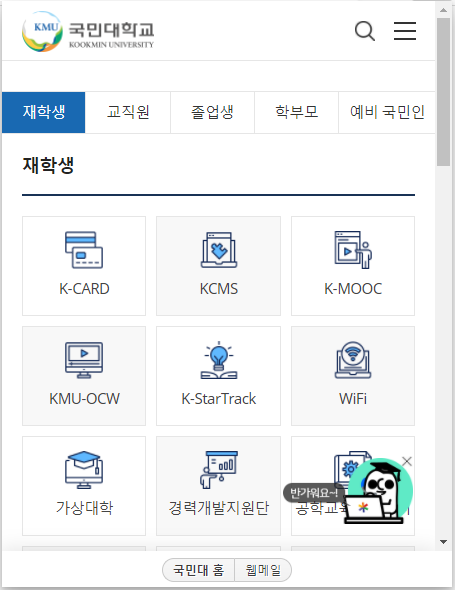 KMU 국민대학교
KOOKMIN UNIVERSITY
재학생 교직원 졸업생 학부모 예비 국민인
재학생
K-CARD KCMS K-MOOC
KMU-OCW K-StarTrack WiFi
반가워요~!
가상대학 경력개발지원단 공학교육
국민대 홈 웹메일